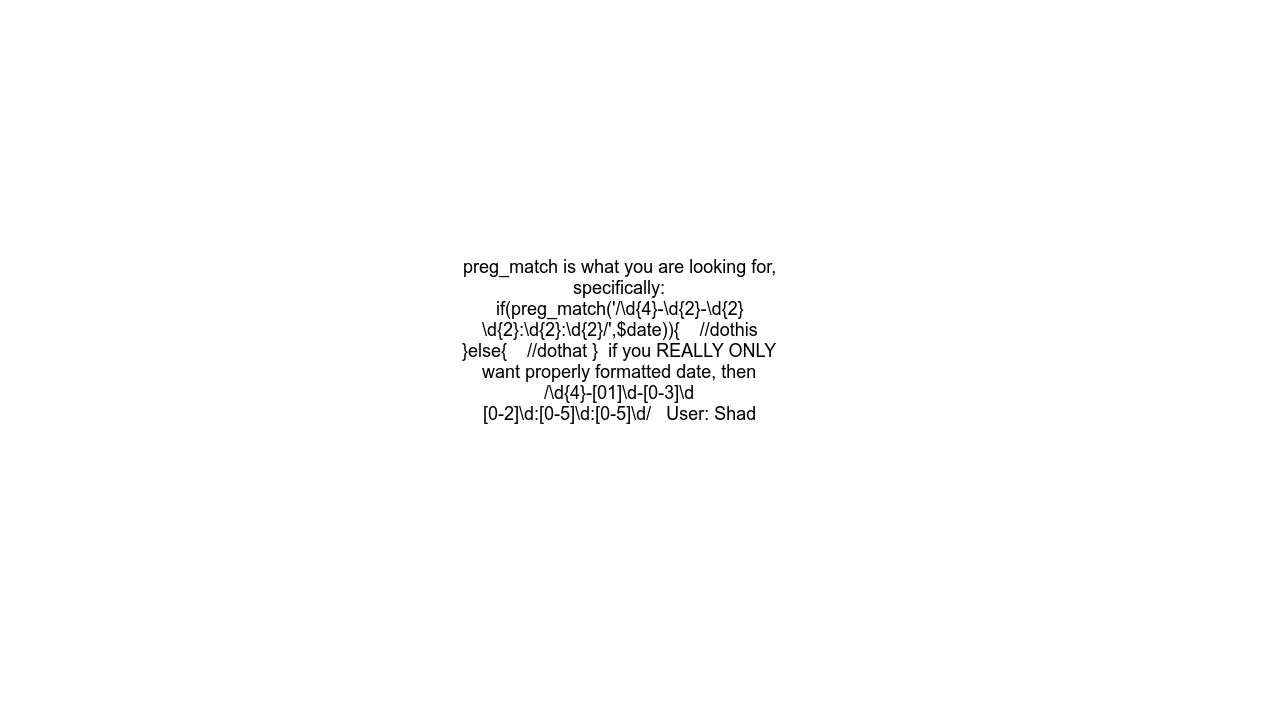 preg_match is what you are looking for,
specifically:
if(preg_match('/\d{4}-\d{2}-\d{2}
\d{2}:\d{2}:\d{2}/',$date)){    //dothis
}else{    //dothat }  if you REALLY ONLY
want properly formatted date, then
/\d{4}-[01]\d-[0-3]\d
[0-2]\d:[0-5]\d:[0-5]\d/   User: Shad